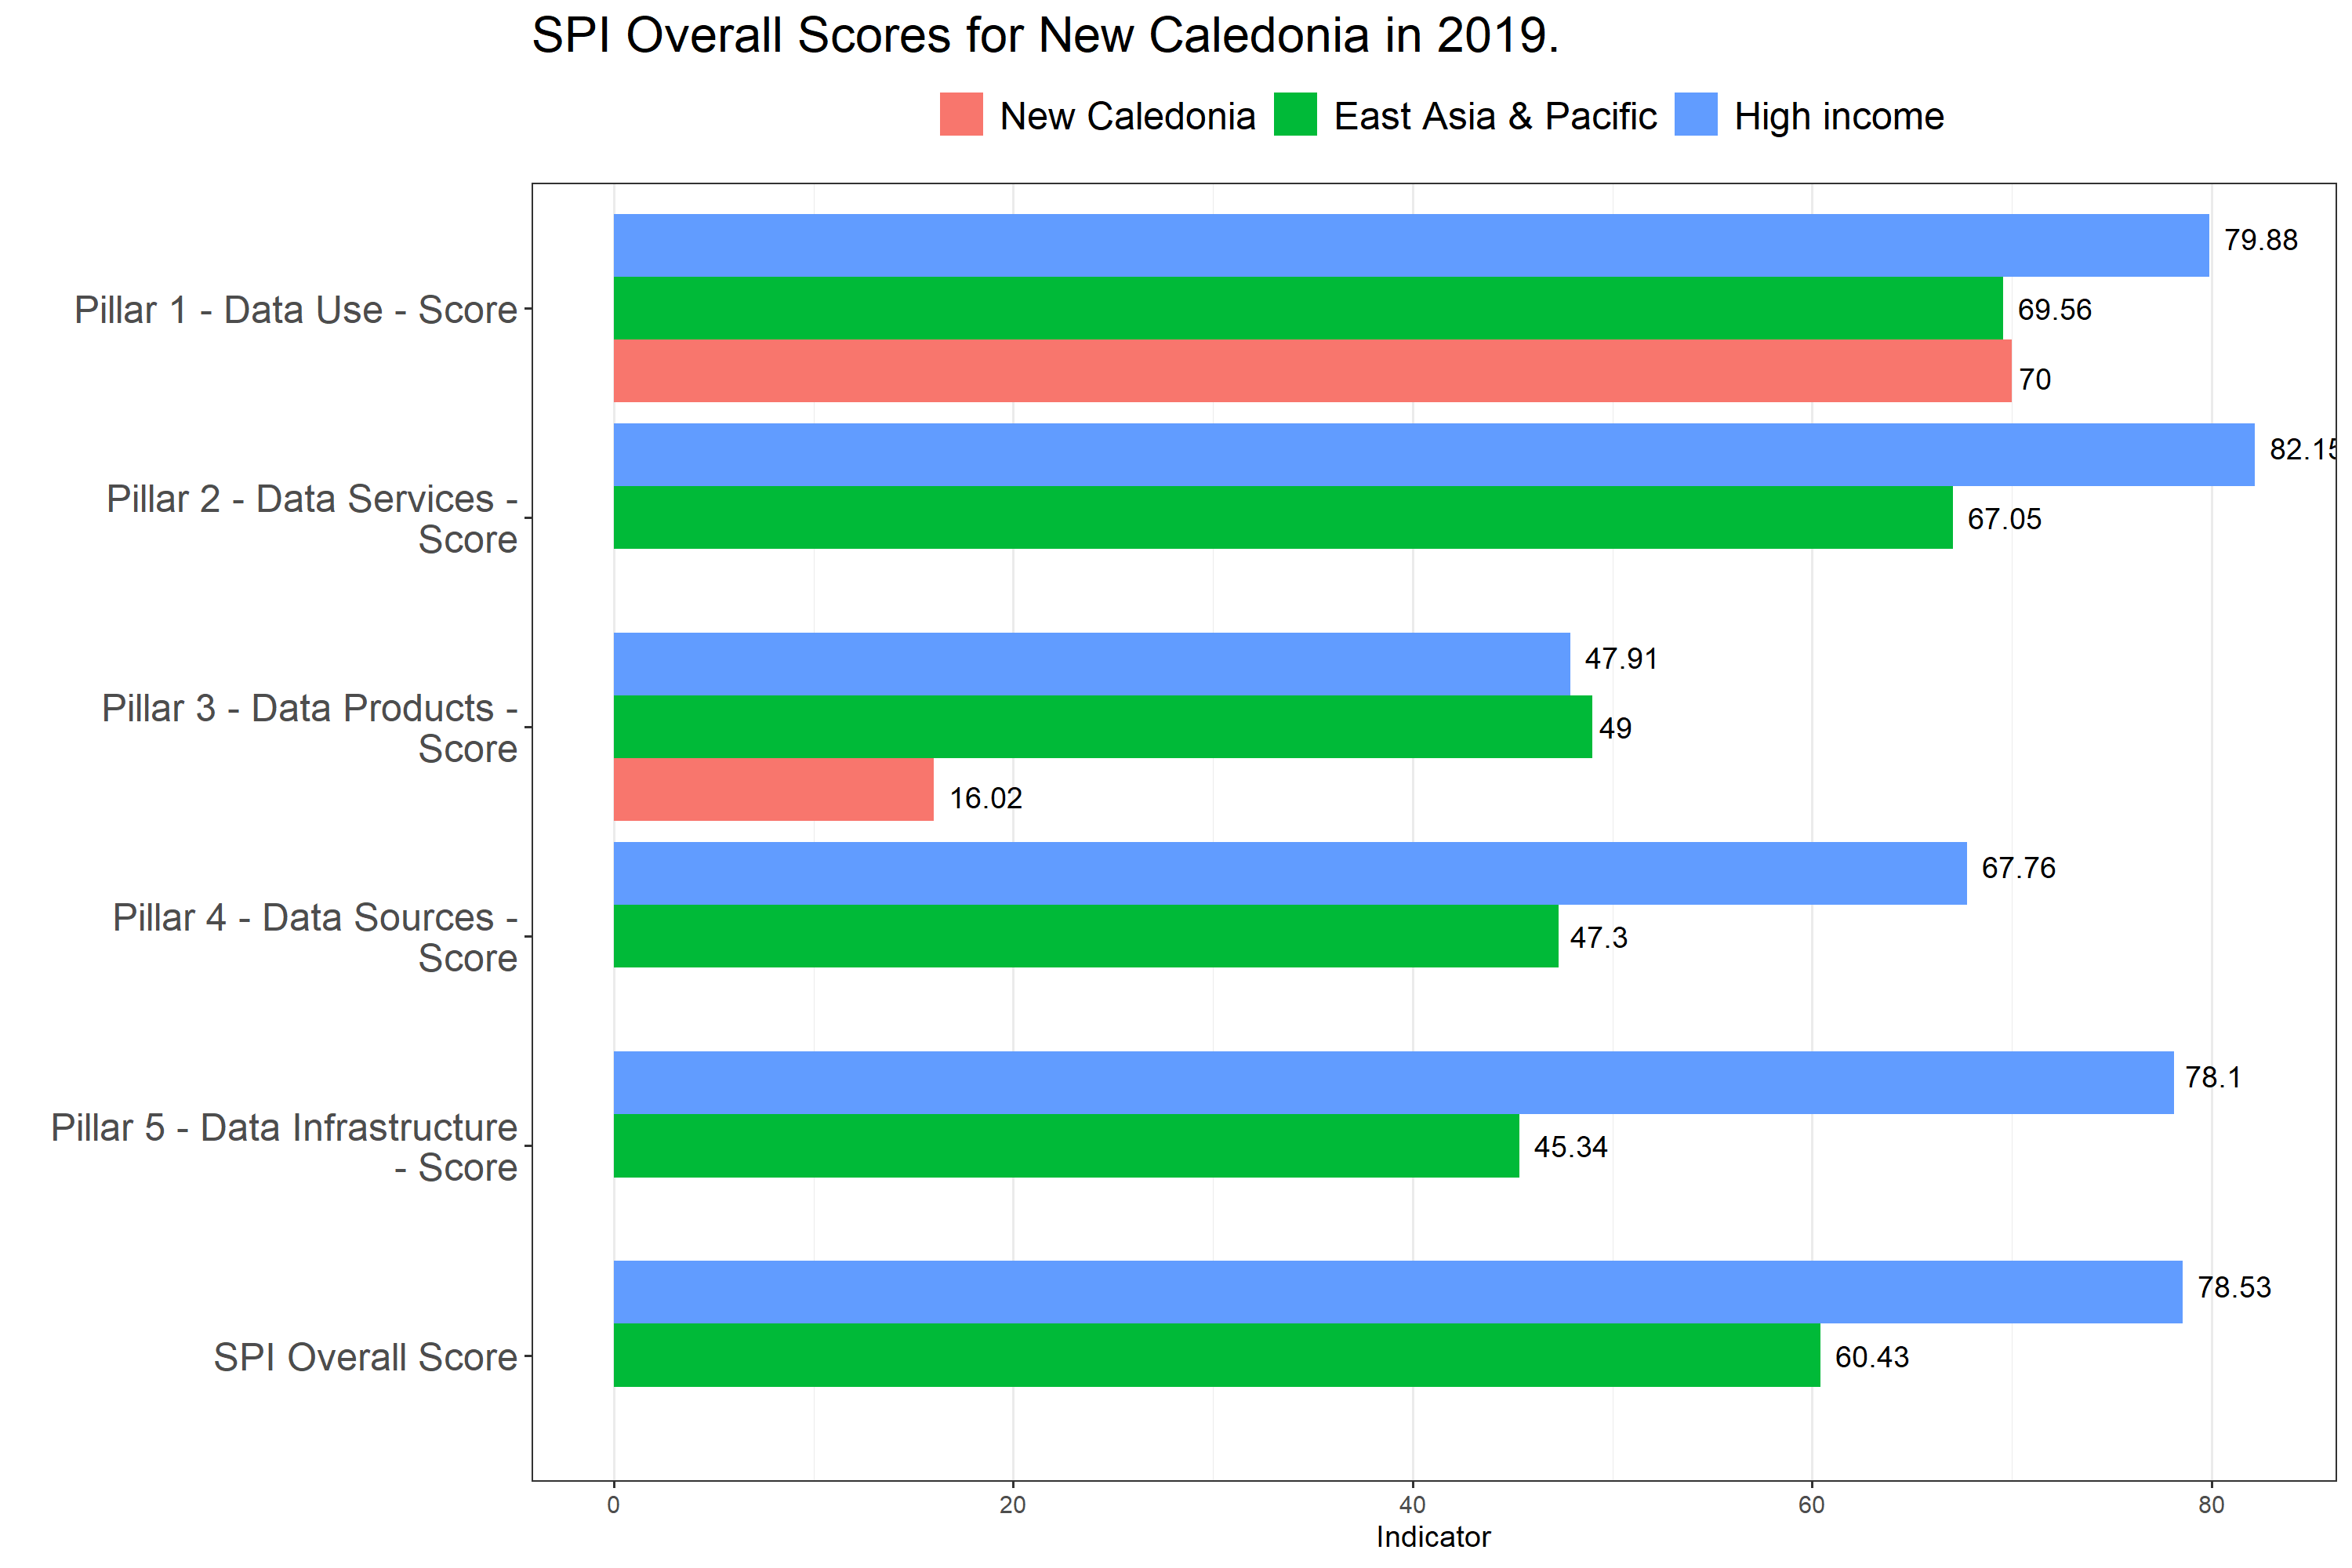 SPI Overall Scores for New Caledonia in 2019.
New Caledonia East Asia & Pacific High income
79.88
Pillar 1 - Data Use - Score
69.56
70
82.15
Pillar 2 - Data Services -
Score
67.05
47.91
Pillar 3 - Data Products -
Score
49
16.02
67.76
Pillar 4 - Data Sources -
Score
47.3
78.1
Pillar 5 - Data Infrastructure
- Score
45.34
78.53
SPI Overall Score
60.43
0 20 40 60 80
Indicator